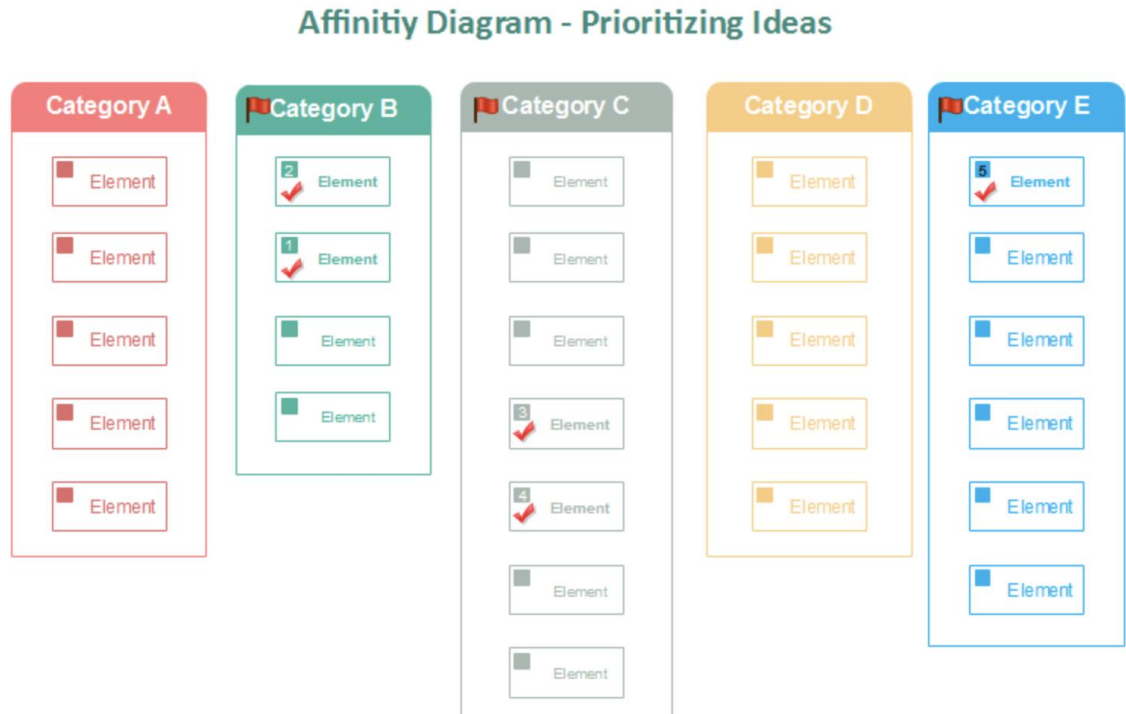 Affinitiy Diagram - Prioritizing Ideas
Category A
Element
Element
Element
Element
Element
Category B
2
Element
1
Element
Element
Element
Category C
Element
Element
Element
3
Element
4
Element
Element
Element
Category D
Element
Element
Element
Element
Element
Category E
5
Element
Element
Element
Element
Element
Element